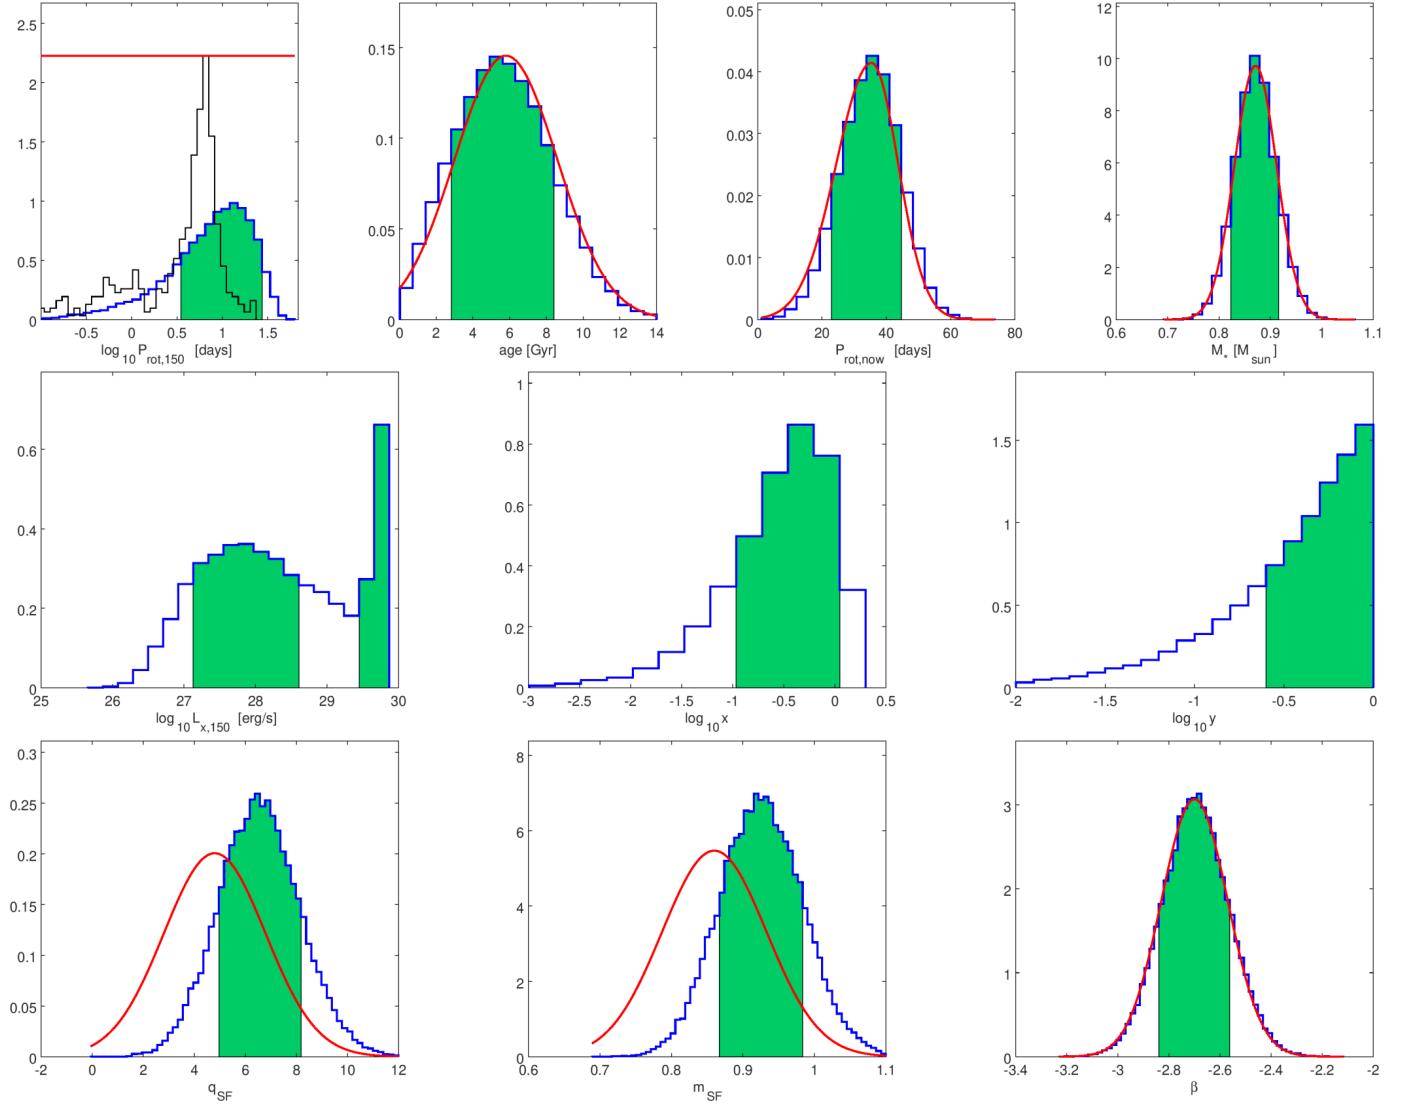 2.5
2
1.5
1
0.5
0
-0.5 0 0.5 1 1.5
log10 Prot,150 [days]
0.15
0.1
0.05
0
0 2 4 6 8 10 12 14
age [Gyr]
0.05
0.04
0.03
0.02
0.01
0
0 20 40 60 80
Prot,now [days]
12
10
8
6
4
2
0
0.6 0.7 0.8 0.9 1 1.1
M* [Msun]
0.6
0.4
0.2
0
25 26 27 28 29 30
log10Lx,150 [erg/s]
1
0.8
0.6
0.4
0.2
0
-3 -2.5 -2 -1.5 -1 -0.5 0 0.5
log10x
1.5
1
0.5
0
-2 -1.5 -1 -0.5 0
log10y
0.3
0.25
0.2
0.15
0.1
0.05
0
-2 0 2 4 6 8 10 12
qSF
8
6
4
2
0
0.6 0.7 0.8 0.9 1 1.1
mSF
3
2
1
0
-3.4 -3.2 -3 -2.8 -2.6 -2.4 -2.2 -2
β